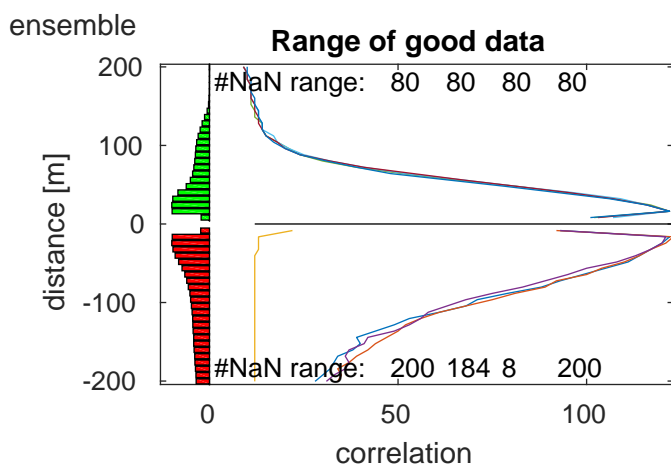 ensemble
Range of good data
200
#NaN range: 80 80 80 80
100
0
-100
-200
#NaN range: 200 184 8 200
distance [m]
0 50 100
correlation